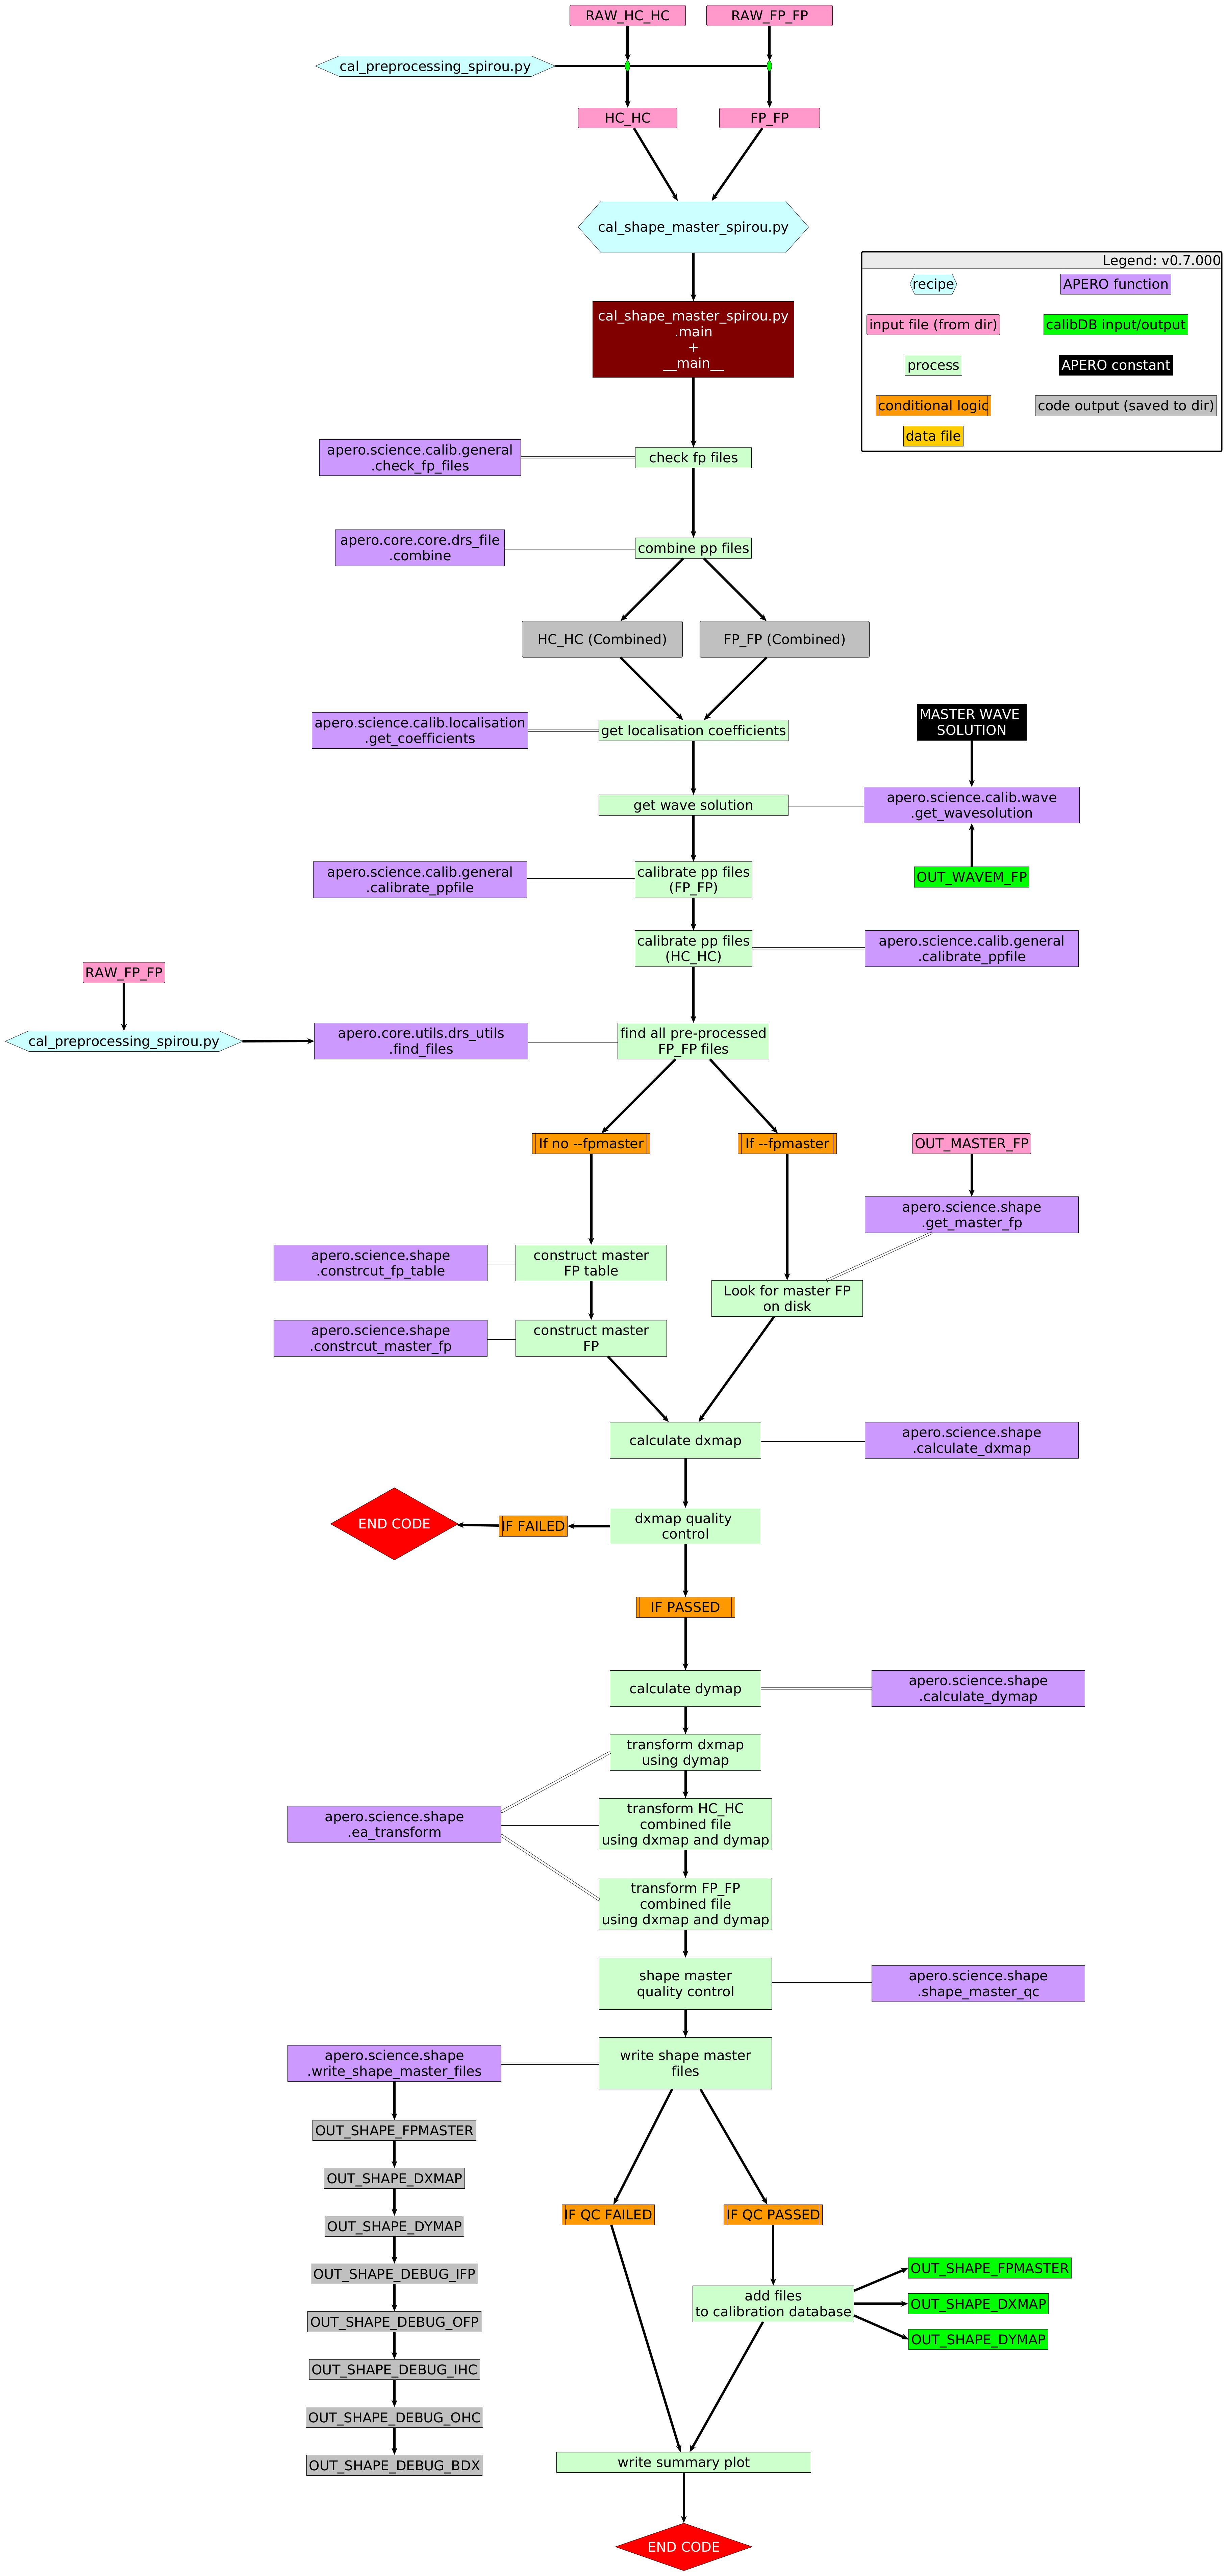 RAW_HC_HC
RAW_FP_FP
cal_preprocessing_spirou.py
HC_HC
FP_FP
cal_shape_master_spirou.py
Legend: v0.7.000
recipe
APERO function
input file (from dir)
calibDB input/output
process
APERO constant
conditional logic
code output (saved to dir)
data file
cal_shape_master_spirou.py
.main
+
__main__
apero.science.calib.general
.check_fp_files
check fp files
apero.core.core.drs_file
.combine
combine pp files
HC_HC (Combined)
FP_FP (Combined)
apero.science.calib.localisation
.get_coefficients
get localisation coefficients
MASTER WAVE
SOLUTION
get wave solution
apero.science.calib.wave
.get_wavesolution
apero.science.calib.general
.calibrate_ppfile
calibrate pp files
(FP_FP)
OUT_WAVEM_FP
calibrate pp files
(HC_HC)
apero.science.calib.general
.calibrate_ppfile
RAW_FP_FP
cal_preprocessing_spirou.py
apero.core.utils.drs_utils
.find_files
find all pre-processed
FP_FP files
If no --fpmaster
If --fpmaster
OUT_MASTER_FP
apero.science.shape
.get_master_fp
apero.science.shape
.constrcut_fp_table
construct master
FP table
Look for master FP
on disk
apero.science.shape
.constrcut_master_fp
construct master
FP
calculate dxmap
apero.science.shape
.calculate_dxmap
END CODE
IF FAILED
dxmap quality
control
IF PASSED
calculate dymap
apero.science.shape
.calculate_dymap
transform dxmap
using dymap
apero.science.shape
.ea_transform
transform HC_HC
combined file
using dxmap and dymap
transform FP_FP
combined file
using dxmap and dymap
shape master
quality control
apero.science.shape
.shape_master_qc
apero.science.shape
.write_shape_master_files
write shape master
files
OUT_SHAPE_FPMASTER
OUT_SHAPE_DXMAP
OUT_SHAPE_DYMAP
OUT_SHAPE_DEBUG_IFP
OUT_SHAPE_DEBUG_OFP
OUT_SHAPE_DEBUG_IHC
OUT_SHAPE_DEBUG_OHC
OUT_SHAPE_DEBUG_BDX
IF QC FAILED
IF QC PASSED
add files
to calibration database
OUT_SHAPE_FPMASTER
OUT_SHAPE_DXMAP
OUT_SHAPE_DYMAP
write summary plot
END CODE